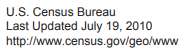 U.S. Census Bureau
Last Updated July 19, 2010
http://www.census.gov/geo/www